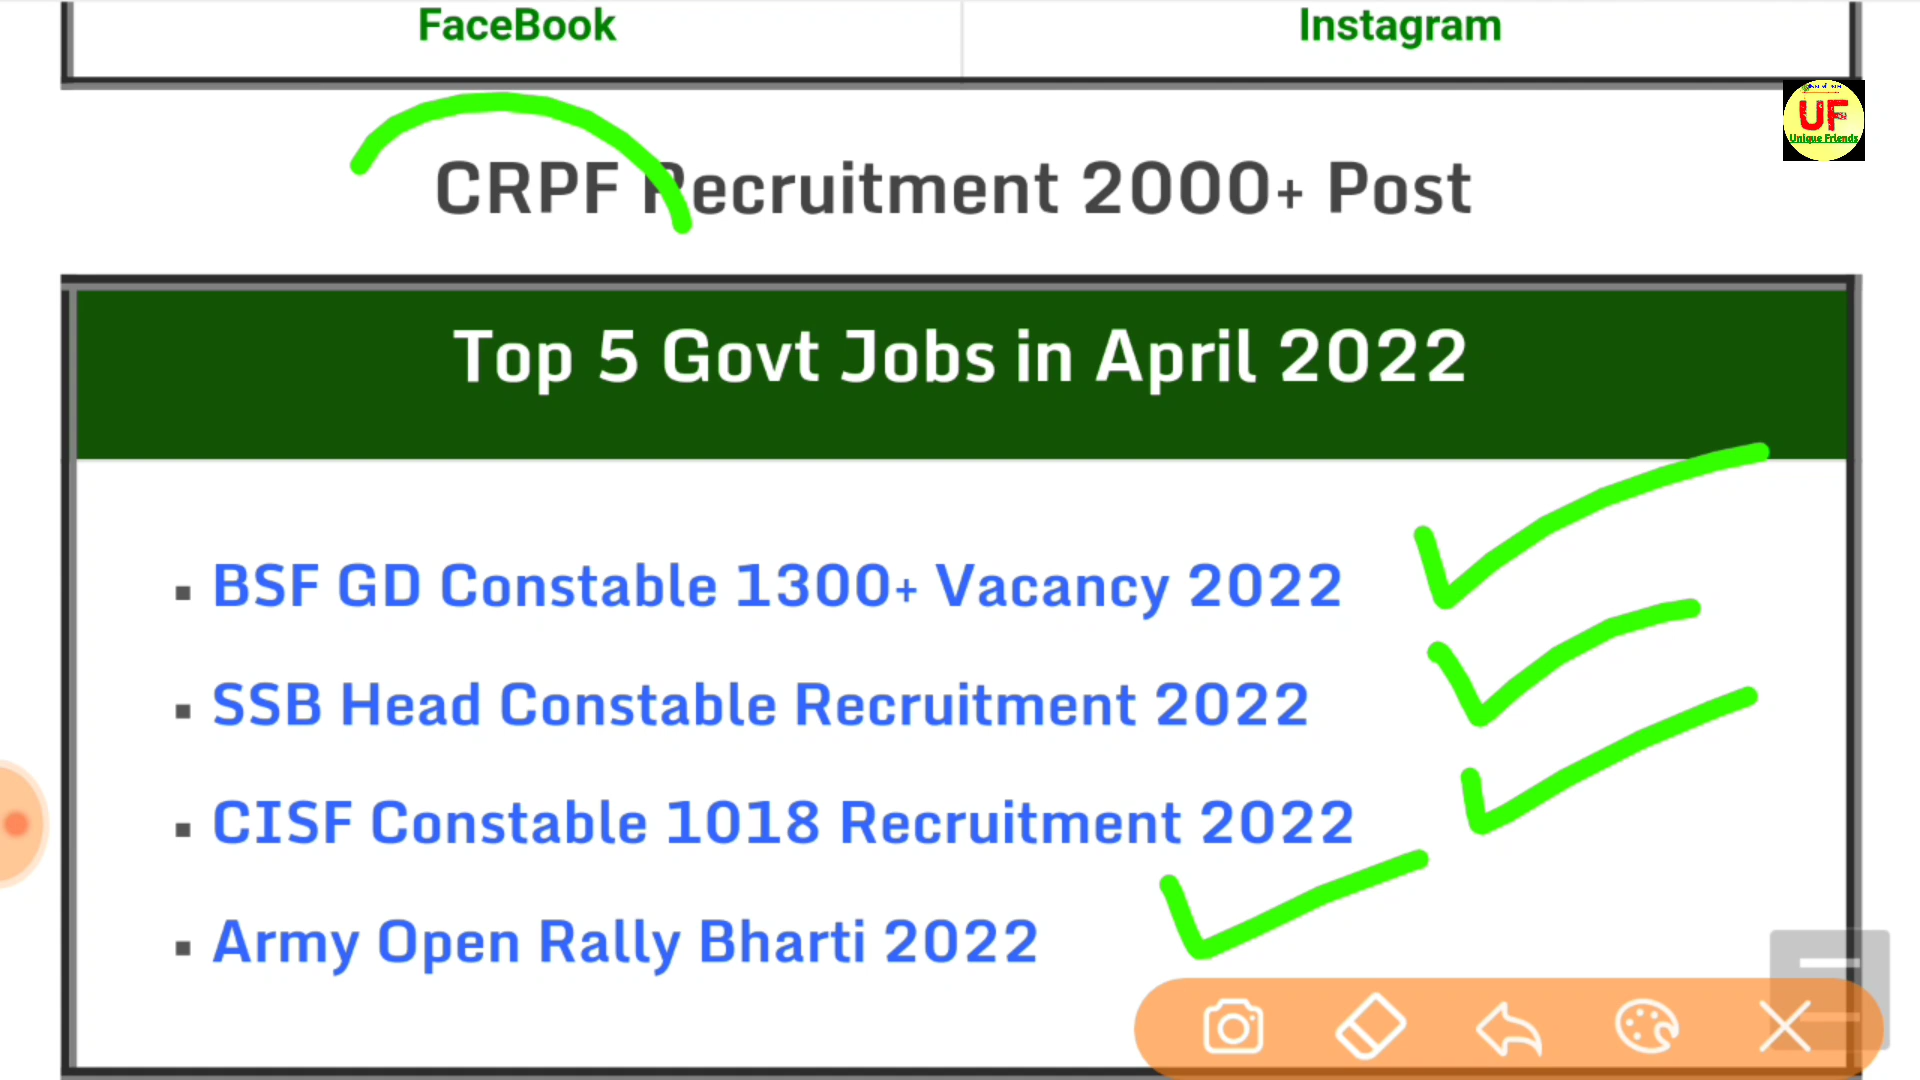 FaceBook
Instagram
UF
Unique Friends
CRPF Recruitment 2000+ Post
Top 5 Govt Jobs in April 2022
BSF GD Constable 1300+ Vacancy 2022
SSB Head Constable Recruitment 2022
CISF Constable 1018 Recruitment 2022
Army Open Rally Bharti 2022